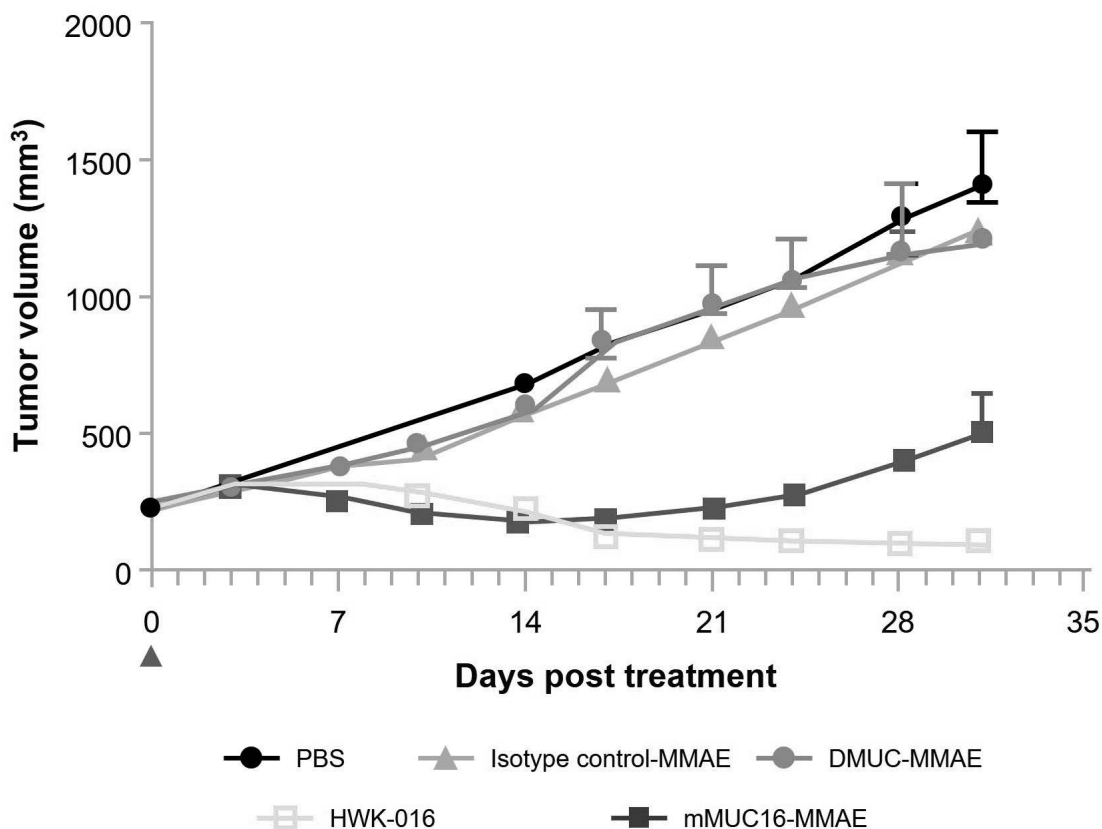 2000
1500
1000
500
0
Tumor volume (mm³)
0 7 14 21 28 35
Days post treatment
PBS Isotype control-MMAE DMUC-MMAE
HWK-016 mMUC16-MMAE